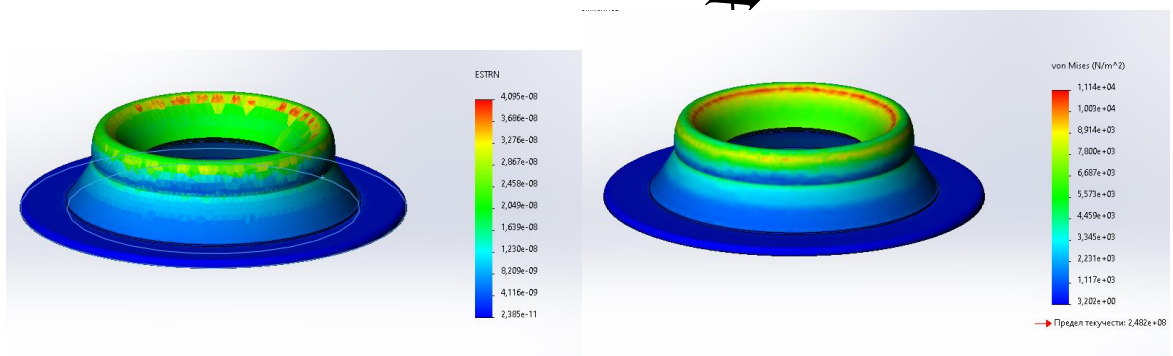 ESTRN
4,095e-08
3,686e-08
3,276e-08
2,867e-08
2,458e-08
2,049e-08
1,639e-08
1,230e-08
8,209e-09
4,116e-09
2,385e-11
von Mises (N/m^2)
1,114e+04
1,003e+04
8,914e+03
7,800e+03
6,687e+03
5,573e+03
4,459e+03
3,345e+03
2,231e+03
1,117e+03
3,202e+00
Предел текучести: 2,482e+08